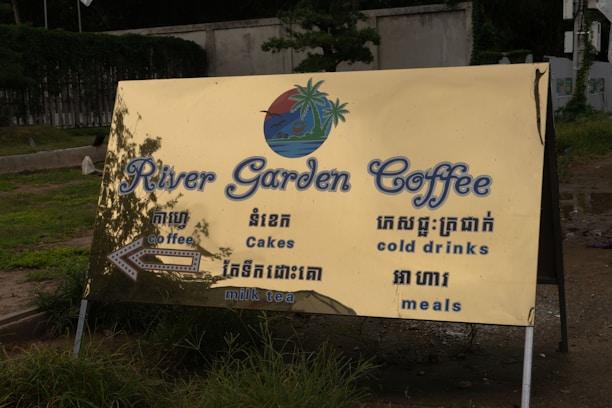 River Garden Coffee
កាហ្វេ នំខេក ភេសជ្ជៈត្រជាក់
coffee Cakes cold drinks
តែទឹកដោះគោ អាហារ
milk tea meals